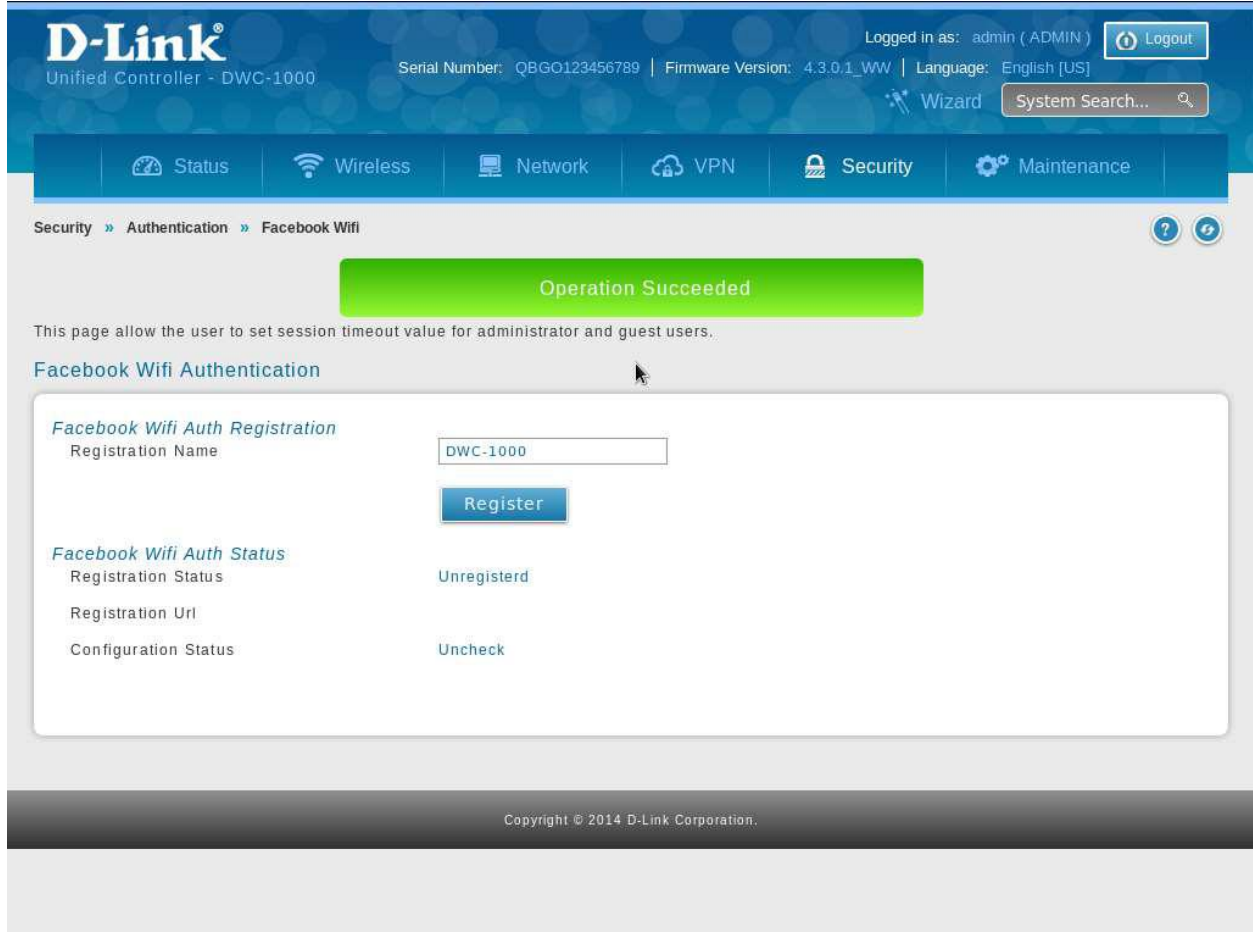 D-Link®
Logged in as: admin ( ADMIN ) Logout
Unified Controller - DWC-1000
Serial Number: QBGO123456789 | Firmware Version: 4.3.0.1_WW | Language: English [US]
Wizard System Search...
Status Wireless Network VPN Security Maintenance
Security » Authentication » Facebook Wifi
?
Operation Succeeded
This page allow the user to set session timeout value for administrator and guest users.
Facebook Wifi Authentication
Facebook Wifi Auth Registration
Registration Name DWC-1000
Register
Facebook Wifi Auth Status
Registration Status Unregisterd
Registration Url
Configuration Status Uncheck
Copyright © 2014 D-Link Corporation.